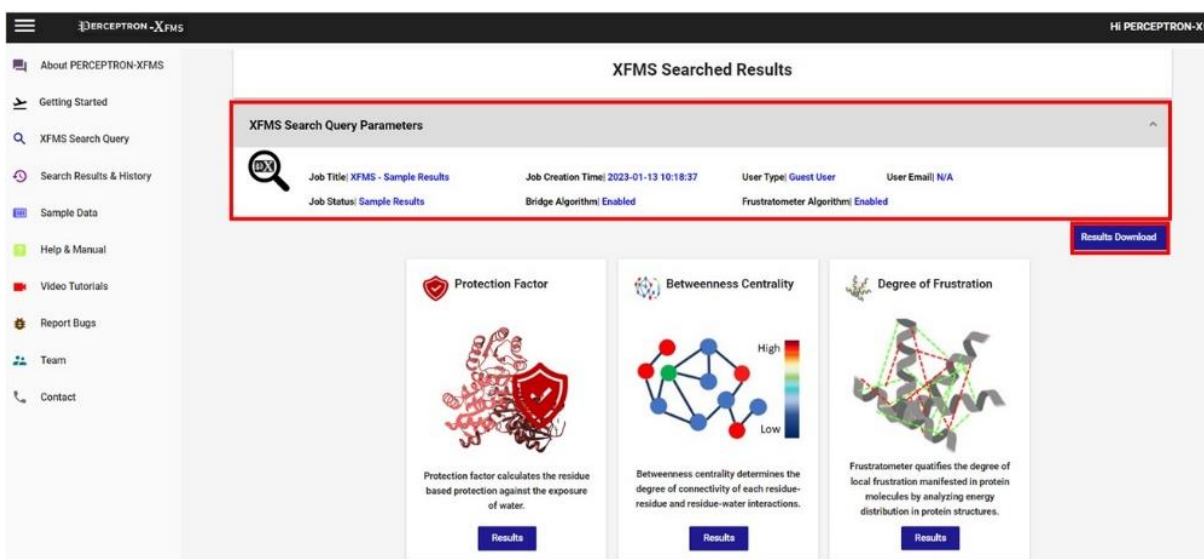 PERCEPTRON-XFMS
Hi PERCEPTRON-X
About PERCEPTRON-XFMS
Getting Started
XFMS Search Query
Search Results & History
Sample Data
Help & Manual
Video Tutorials
Report Bugs
Team
Contact
XFMS Searched Results
XFMS Search Query Parameters
Job Title| XFMS - Sample Results Job Creation Time| 2023-01-13 10:18:37 User Type| Guest User User Email| N/A
Job Status| Sample Results Bridge Algorithm| Enabled Frustratometer Algorithm| Enabled
Results Download
Protection Factor
Protection factor calculates the residue
based protection against the exposure
of water.
Results
Betweenness Centrality
High
Low
Betweenness centrality determines the
degree of connectivity of each residue-
residue and residue-water interactions.
Results
Degree of Frustration
Frustratometer quatifies the degree of
local frustration manifested in protein
molecules by analyzing energy
distribution in protein structures.
Results